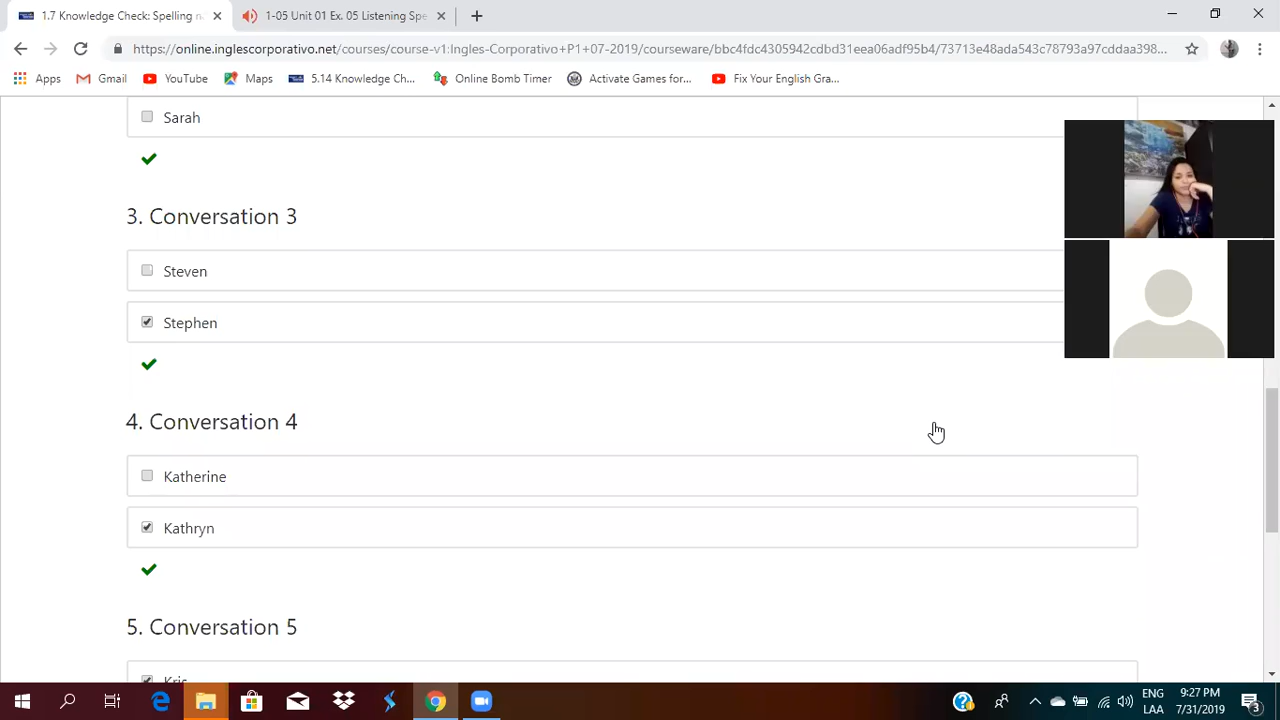 1.7 Knowledge Check: Spelling n
1-05 Unit 01 Ex. 05 Listening Spe
https://online.inglescorporativo.net/courses/course-v1:Ingles-Corporativo+P1+07-2019/courseware/bbc4fdc4305942cdbd31eea06adf95b4/73713e48ada543c78793a97cddaa398...
Apps
Gmail
YouTube
Maps
5.14 Knowledge Ch...
Online Bomb Timer
Activate Games for...
Fix Your English Gra...
Sarah
3. Conversation 3
Steven
Stephen
4. Conversation 4
Katherine
Kathryn
5. Conversation 5
Kris
ENG
LAA
9:27 PM
7/31/2019
3